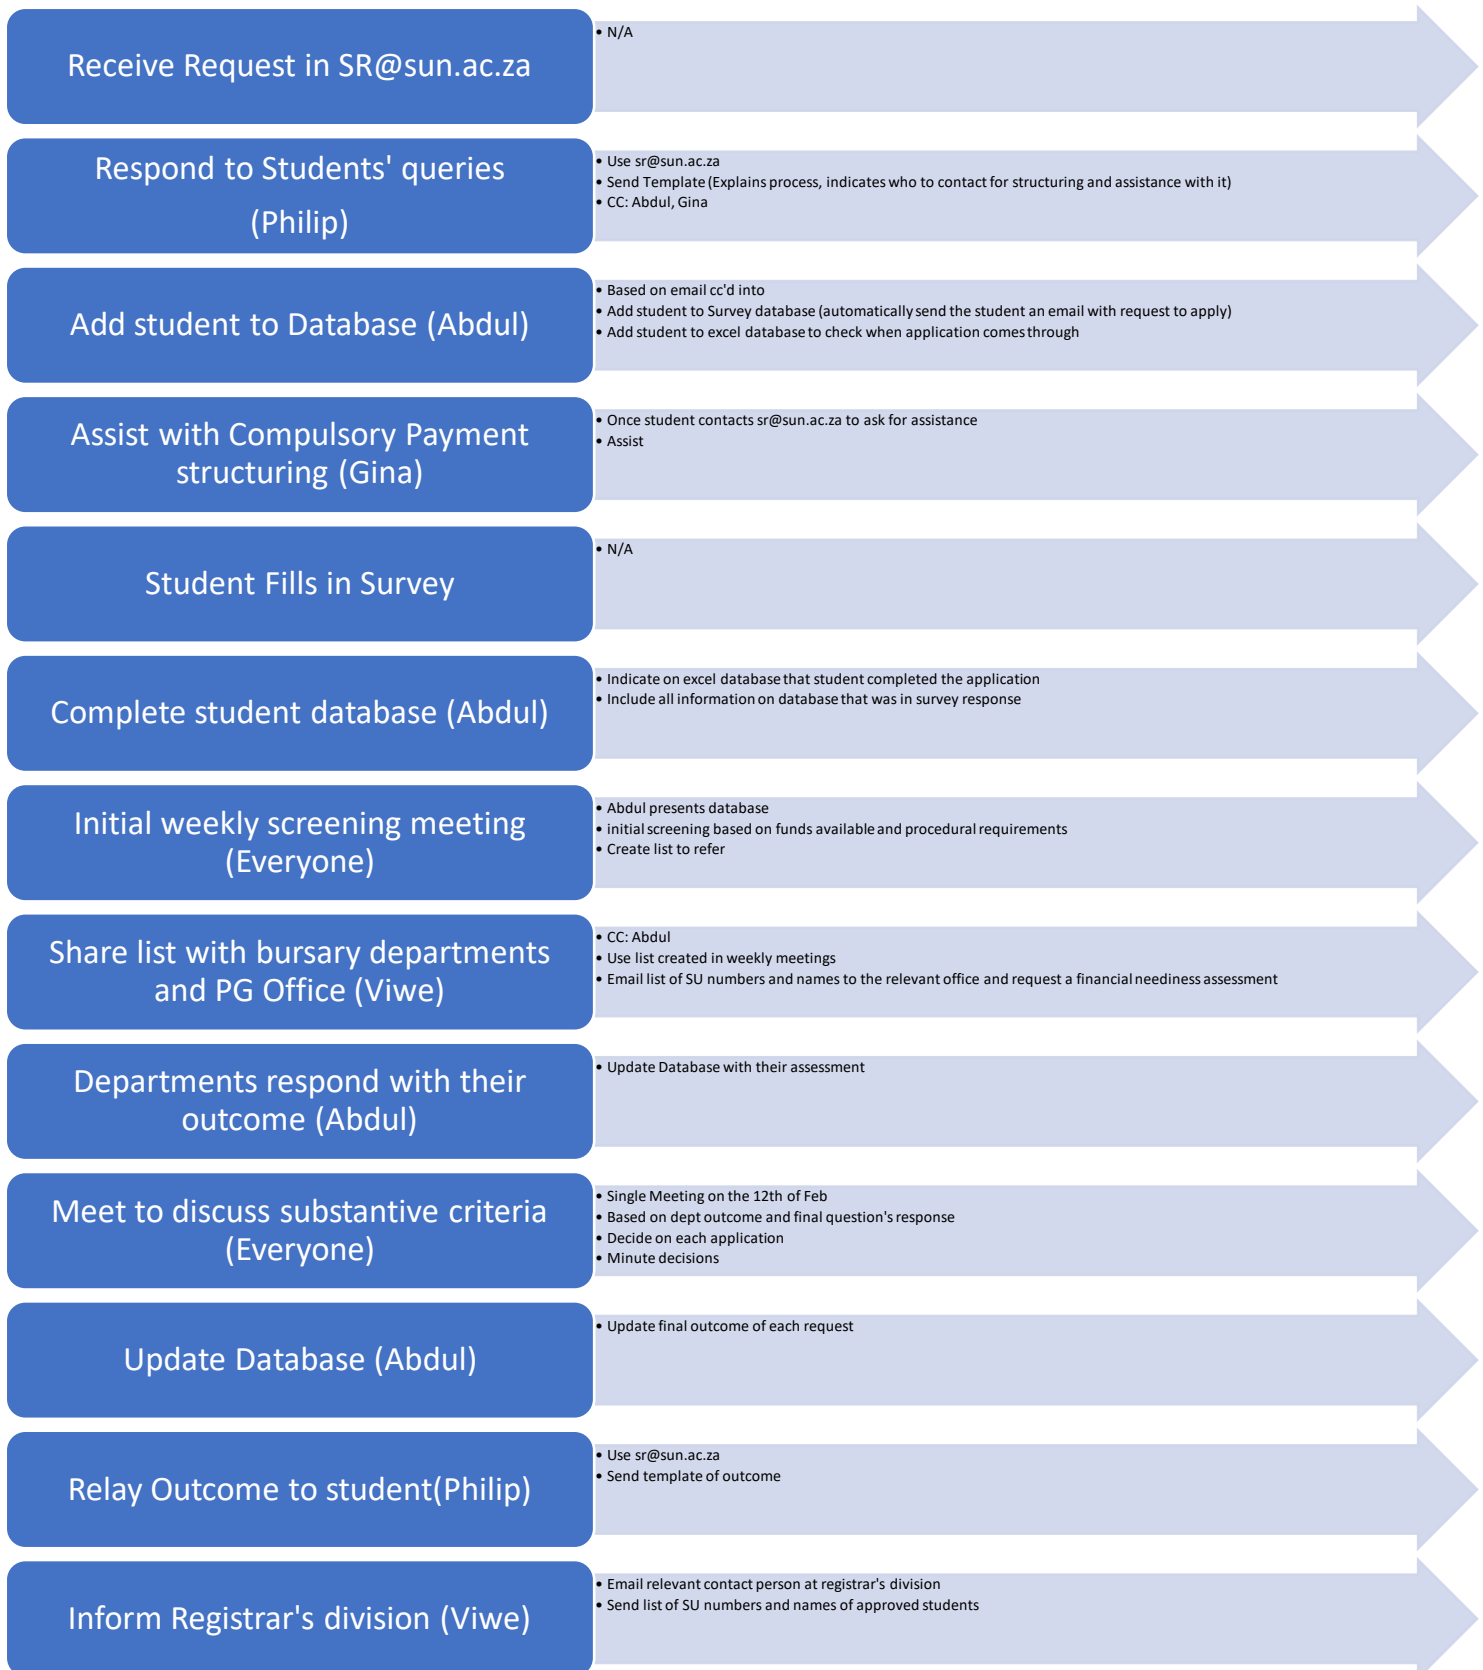 Receive Request in SR@sun.ac.za
• N/A
Respond to Students' queries
(Philip)
• Use sr@sun.ac.za
• Send Template (Explains process, indicates who to contact for structuring and assistance with it)
• CC: Abdul, Gina
Add student to Database (Abdul)
• Based on email cc'd into
• Add student to Survey database (automatically send the student an email with request to apply)
• Add student to excel database to check when application comes through
Assist with Compulsory Payment
structuring (Gina)
• Once student contacts sr@sun.ac.za to ask for assistance
• Assist
Student Fills in Survey
• N/A
Complete student database (Abdul)
• Indicate on excel database that student completed the application
• Include all information on database that was in survey response
Initial weekly screening meeting
(Everyone)
• Abdul presents database
• initial screening based on funds available and procedural requirements
• Create list to refer
Share list with bursary departments
and PG Office (Viwe)
• CC: Abdul
• Use list created in weekly meetings
• Email list of SU numbers and names to the relevant office and request a financial neediness assessment
Departments respond with their
outcome (Abdul)
• Update Database with their assessment
Meet to discuss substantive criteria
(Everyone)
• Single Meeting on the 12th of Feb
• Based on dept outcome and final question's response
• Decide on each application
• Minute decisions
Update Database (Abdul)
• Update final outcome of each request
Relay Outcome to student(Philip)
• Use sr@sun.ac.za
• Send template of outcome
Inform Registrar's division (Viwe)
• Email relevant contact person at registrar's division
• Send list of SU numbers and names of approved students